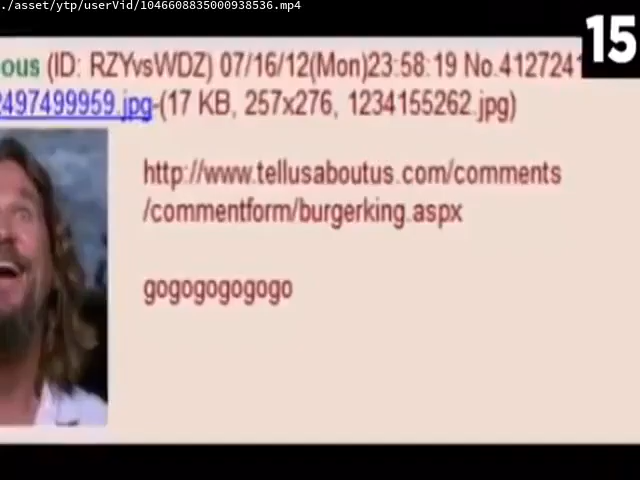 ./asset/ytp/userVid/1046608835000938536.mp4
15
ous (ID: RZYvsWDZ) 07/16/12(Mon)23:58:19 No.4127241
2497499959.jpg-(17 KB, 257x276, 1234155262.jpg)
http://www.tellusaboutus.com/comments
/commentform/burgerking.aspx
gogogogogogo